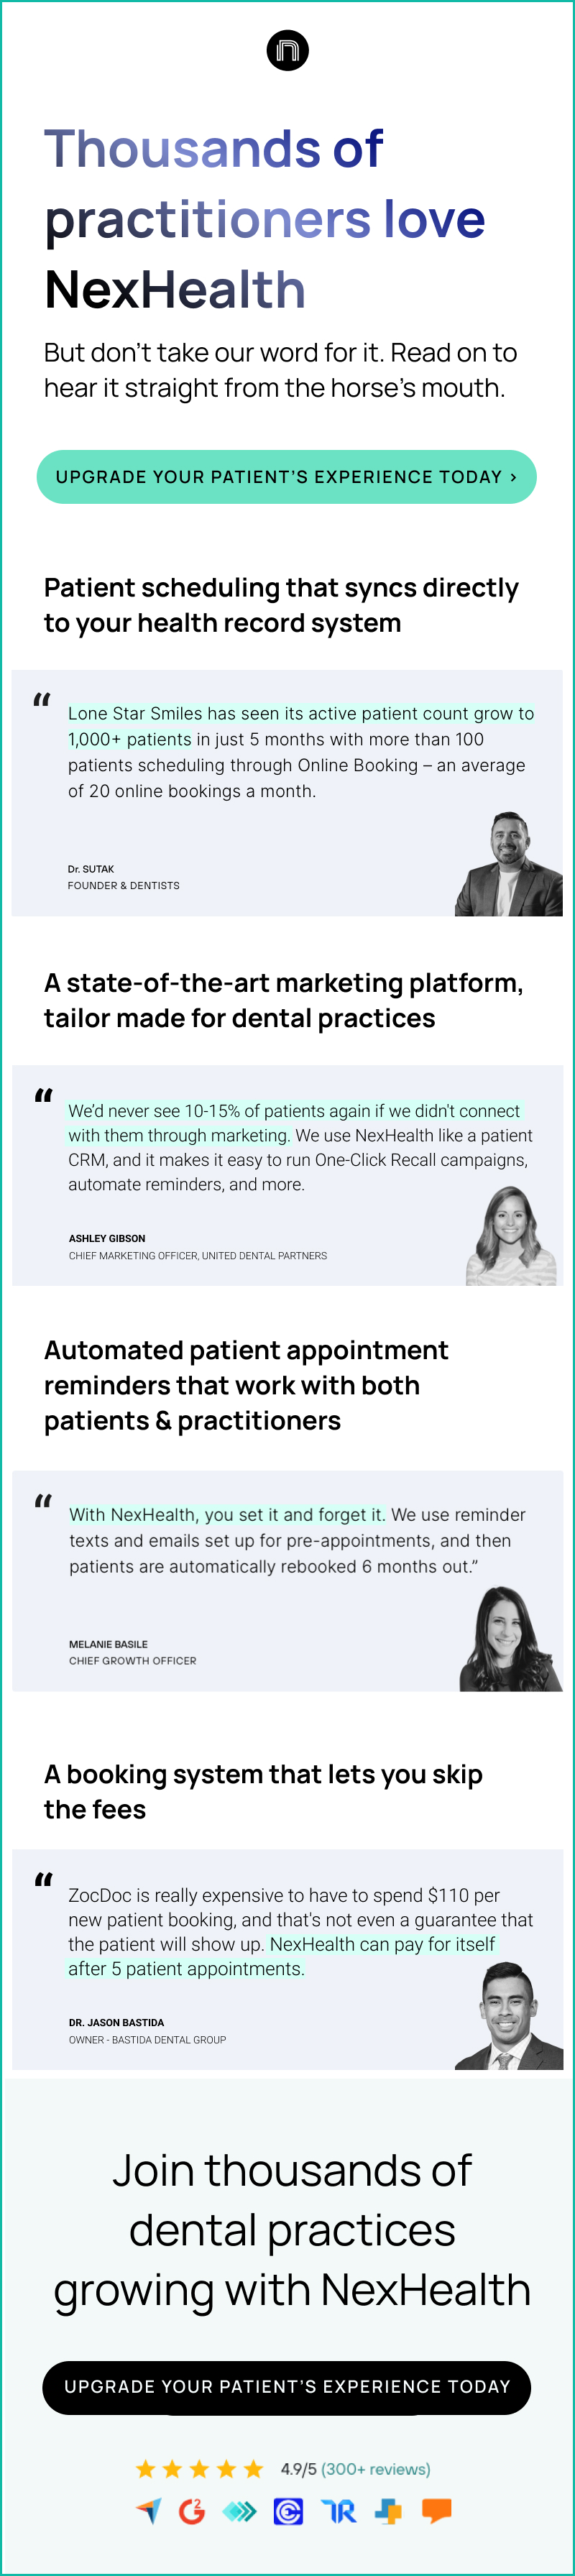 n
Thousands of
practitioners love
NexHealth
But don't take our word for it. Read on to
hear it straight from the horse's mouth.
UPGRADE YOUR PATIENT'S EXPERIENCE TODAY >
Patient scheduling that syncs directly
to your health record system
“
Lone Star Smiles has seen its active patient count grow to
1,000+ patients in just 5 months with more than 100
patients scheduling through Online Booking – an average
of 20 online bookings a month.
Dr. SUTAK
FOUNDER & DENTISTS
A state-of-the-art marketing platform,
tailor made for dental practices
“
We'd never see 10-15% of patients again if we didn't connect
with them through marketing. We use NexHealth like a patient
CRM, and it makes it easy to run One-Click Recall campaigns,
automate reminders, and more.
ASHLEY GIBSON
CHIEF MARKETING OFFICER, UNITED DENTAL PARTNERS
Automated patient appointment
reminders that work with both
patients & practitioners
“
With NexHealth, you set it and forget it. We use reminder
texts and emails set up for pre-appointments, and then
patients are automatically rebooked 6 months out.”
MELANIE BASILE
CHIEF GROWTH OFFICER
A booking system that lets you skip
the fees
“
ZocDoc is really expensive to have to spend $110 per
new patient booking, and that's not even a guarantee that
the patient will show up. NexHealth can pay for itself
after 5 patient appointments.
DR. JASON BASTIDA
OWNER - BASTIDA DENTAL GROUP
Join thousands of
dental practices
growing with NexHealth
UPGRADE YOUR PATIENT'S EXPERIENCE TODAY
4.9/5 (300+ reviews)
G2 C TR